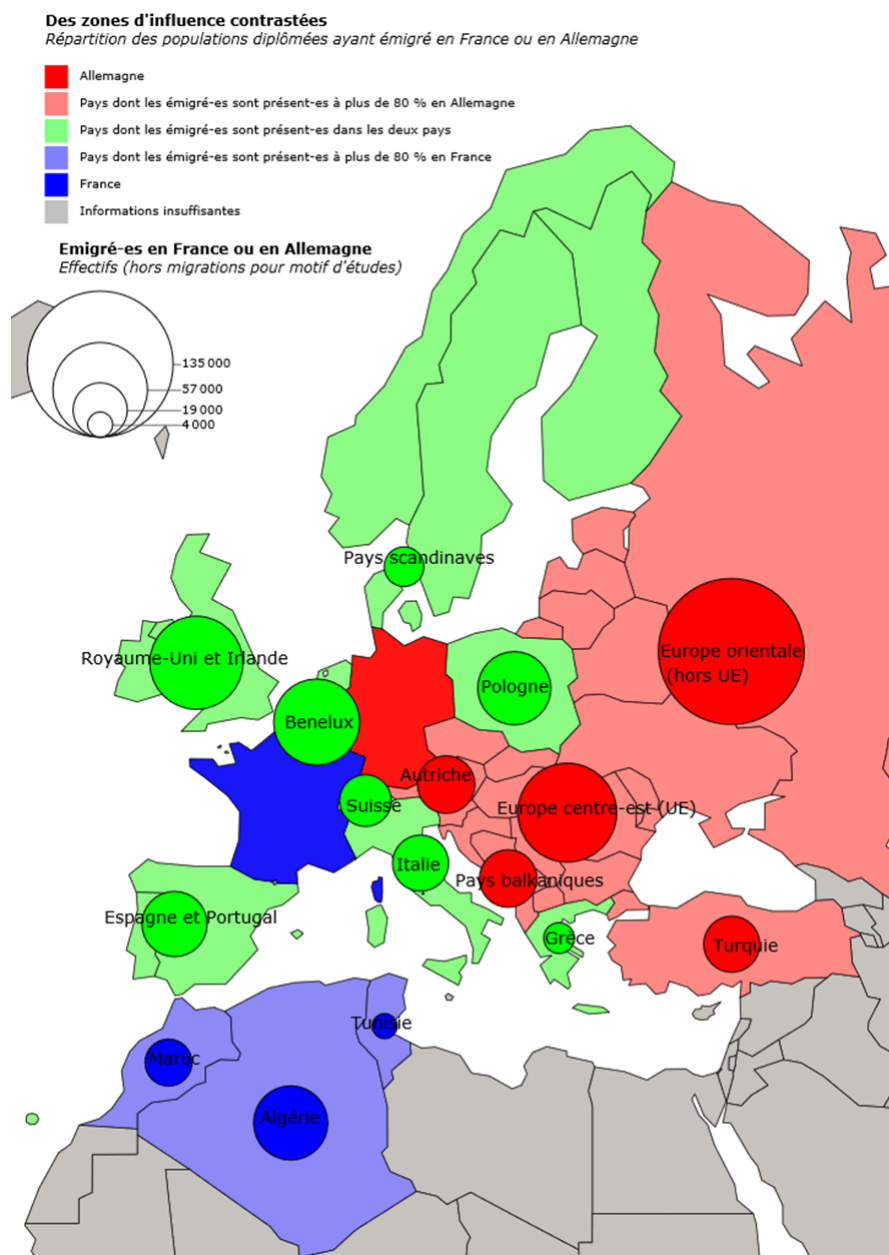 Des zones d'influence contrastées
Répartition des populations diplômées ayant émigré en France ou en Allemagne
Allemagne
Pays dont les émigré-es sont présent-es à plus de 80 % en Allemagne
Pays dont les émigré-es sont présent-es dans les deux pays
Pays dont les émigré-es sont présent-es à plus de 80 % en France
France
Informations insuffisantes
Emigré-es en France ou en Allemagne
Effectifs (hors migrations pour motif d'études)
135 000
57 000
19 000
4 000
Pays scandinaves
Royaume-Uni et Irlande
Europe orientale
(hors UE)
Pologne
Benelux
Autriche
Suisse
Europe centre-est (UE)
Italie
Pays balkaniques
Espagne et Portugal
Grèce
Turquie
Tunisie
Maroc
Algérie